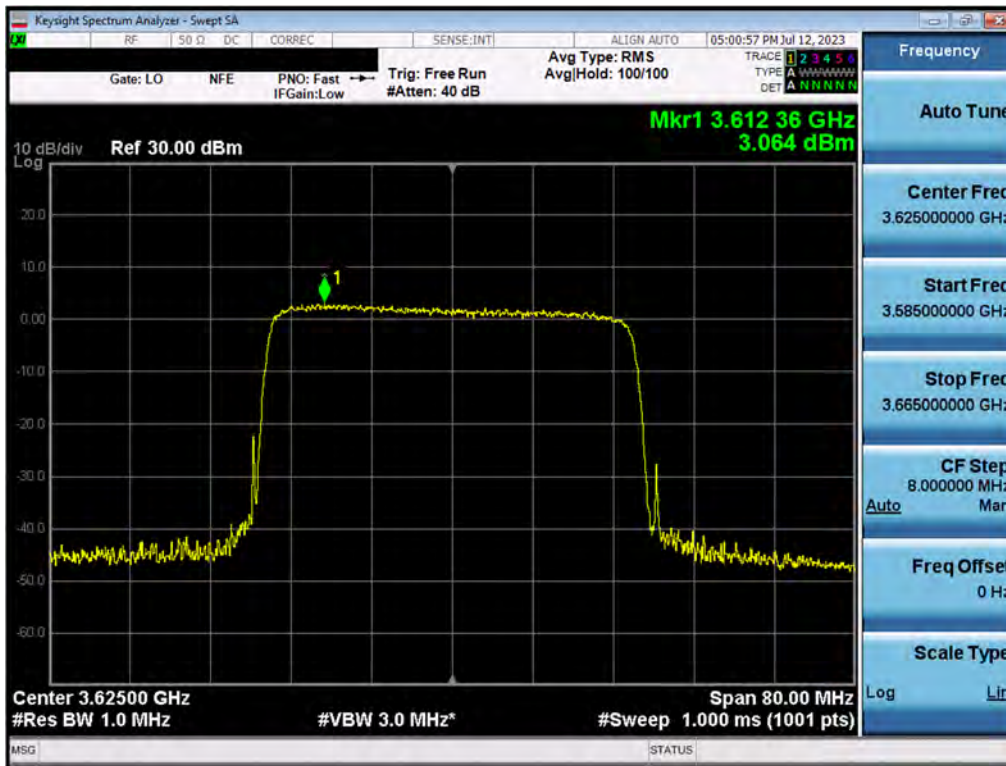 Keysight Spectrum Analyzer - Swept SA
LXI RF 50 Ω DC CORREC SENSE:INT ALIGN AUTO 05:00:57 PM Jul 12, 2023
Gate: LO NFE PNO: Fast IFGain:Low Trig: Free Run #Atten: 40 dB Avg Type: RMS Avg|Hold: 100/100
TRACE 1 2 3 4 5 6
TYPE A WWWWW
DET A N N N N N
Mkr1 3.612 36 GHz
3.064 dBm
10 dB/div Ref 30.00 dBm
Log
20.0
10.0
1
0.00
-10.0
-20.0
-30.0
-40.0
-50.0
-60.0
Center 3.62500 GHz Span 80.00 MHz
#Res BW 1.0 MHz #VBW 3.0 MHz* #Sweep 1.000 ms (1001 pts)
MSG STATUS
Frequency
Auto Tune
Center Freq
3.625000000 GHz
Start Freq
3.585000000 GHz
Stop Freq
3.665000000 GHz
CF Step
8.000000 MHz
Auto Man
Freq Offset
0 Hz
Scale Type
Log Lin